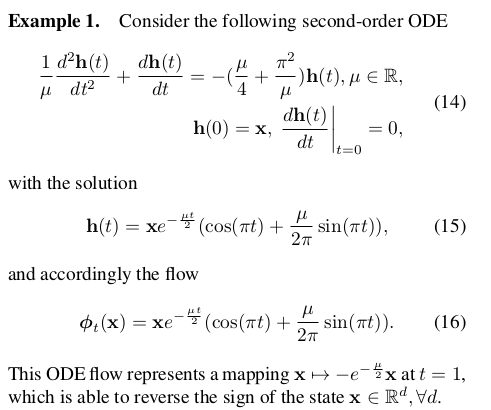 Example 1. Consider the following second-order ODE
\frac{1}{\mu}\frac{d^2\mathbf{h}(t)}{dt^2} + \frac{d\mathbf{h}(t)}{dt} = -(\frac{\mu}{4} + \frac{\pi^2}{\mu})\mathbf{h}(t), \mu \in \mathbb{R},
\mathbf{h}(0) = \mathbf{x}, \left.\frac{d\mathbf{h}(t)}{dt}\right|_{t=0} = 0, (14)
with the solution
\mathbf{h}(t) = \mathbf{x}e^{-\frac{\mu t}{2}}(\cos(\pi t) + \frac{\mu}{2\pi}\sin(\pi t)), (15)
and accordingly the flow
\boldsymbol{\phi}_t(\mathbf{x}) = \mathbf{x}e^{-\frac{\mu t}{2}}(\cos(\pi t) + \frac{\mu}{2\pi}\sin(\pi t)). (16)
This ODE flow represents a mapping \mathbf{x} \mapsto -e^{-\frac{\mu}{2}}\mathbf{x} at t = 1,
which is able to reverse the sign of the state \mathbf{x} \in \mathbb{R}^d, \forall d.